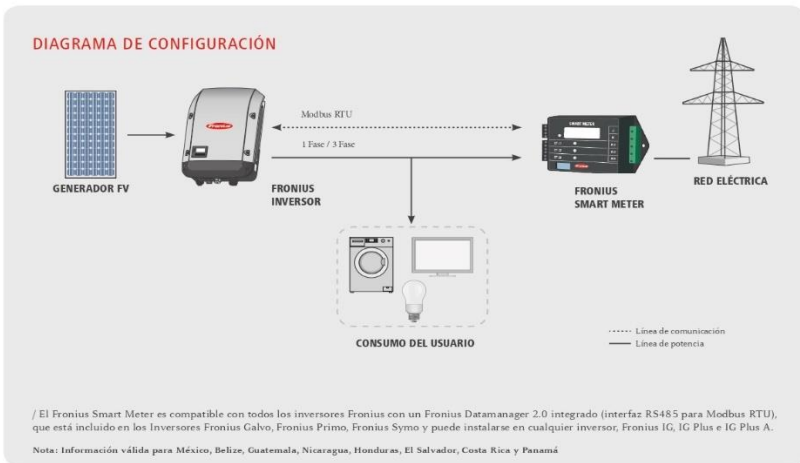 DIAGRAMA DE CONFIGURACIÓN
Modbus RTU
1 Fase / 3 Fase
Fronius
SMART METER
GENERADOR FV
FRONIUS
INVERSOR
FRONIUS
SMART METER
RED ELÉCTRICA
CONSUMO DEL USUARIO
Línea de comunicación
Línea de potencia
/ El Fronius Smart Meter es compatible con todos los inversores Fronius con un Fronius Datamanager 2.0 integrado (interfaz RS485 para Modbus RTU),
que está incluido en los Inversores Fronius Galvo, Fronius Primo, Fronius Symo y puede instalarse en cualquier inversor, Fronius IG, IG Plus e IG Plus A.
Nota: Información válida para México, Belize, Guatemala, Nicaragua, Honduras, El Salvador, Costa Rica y Panamá